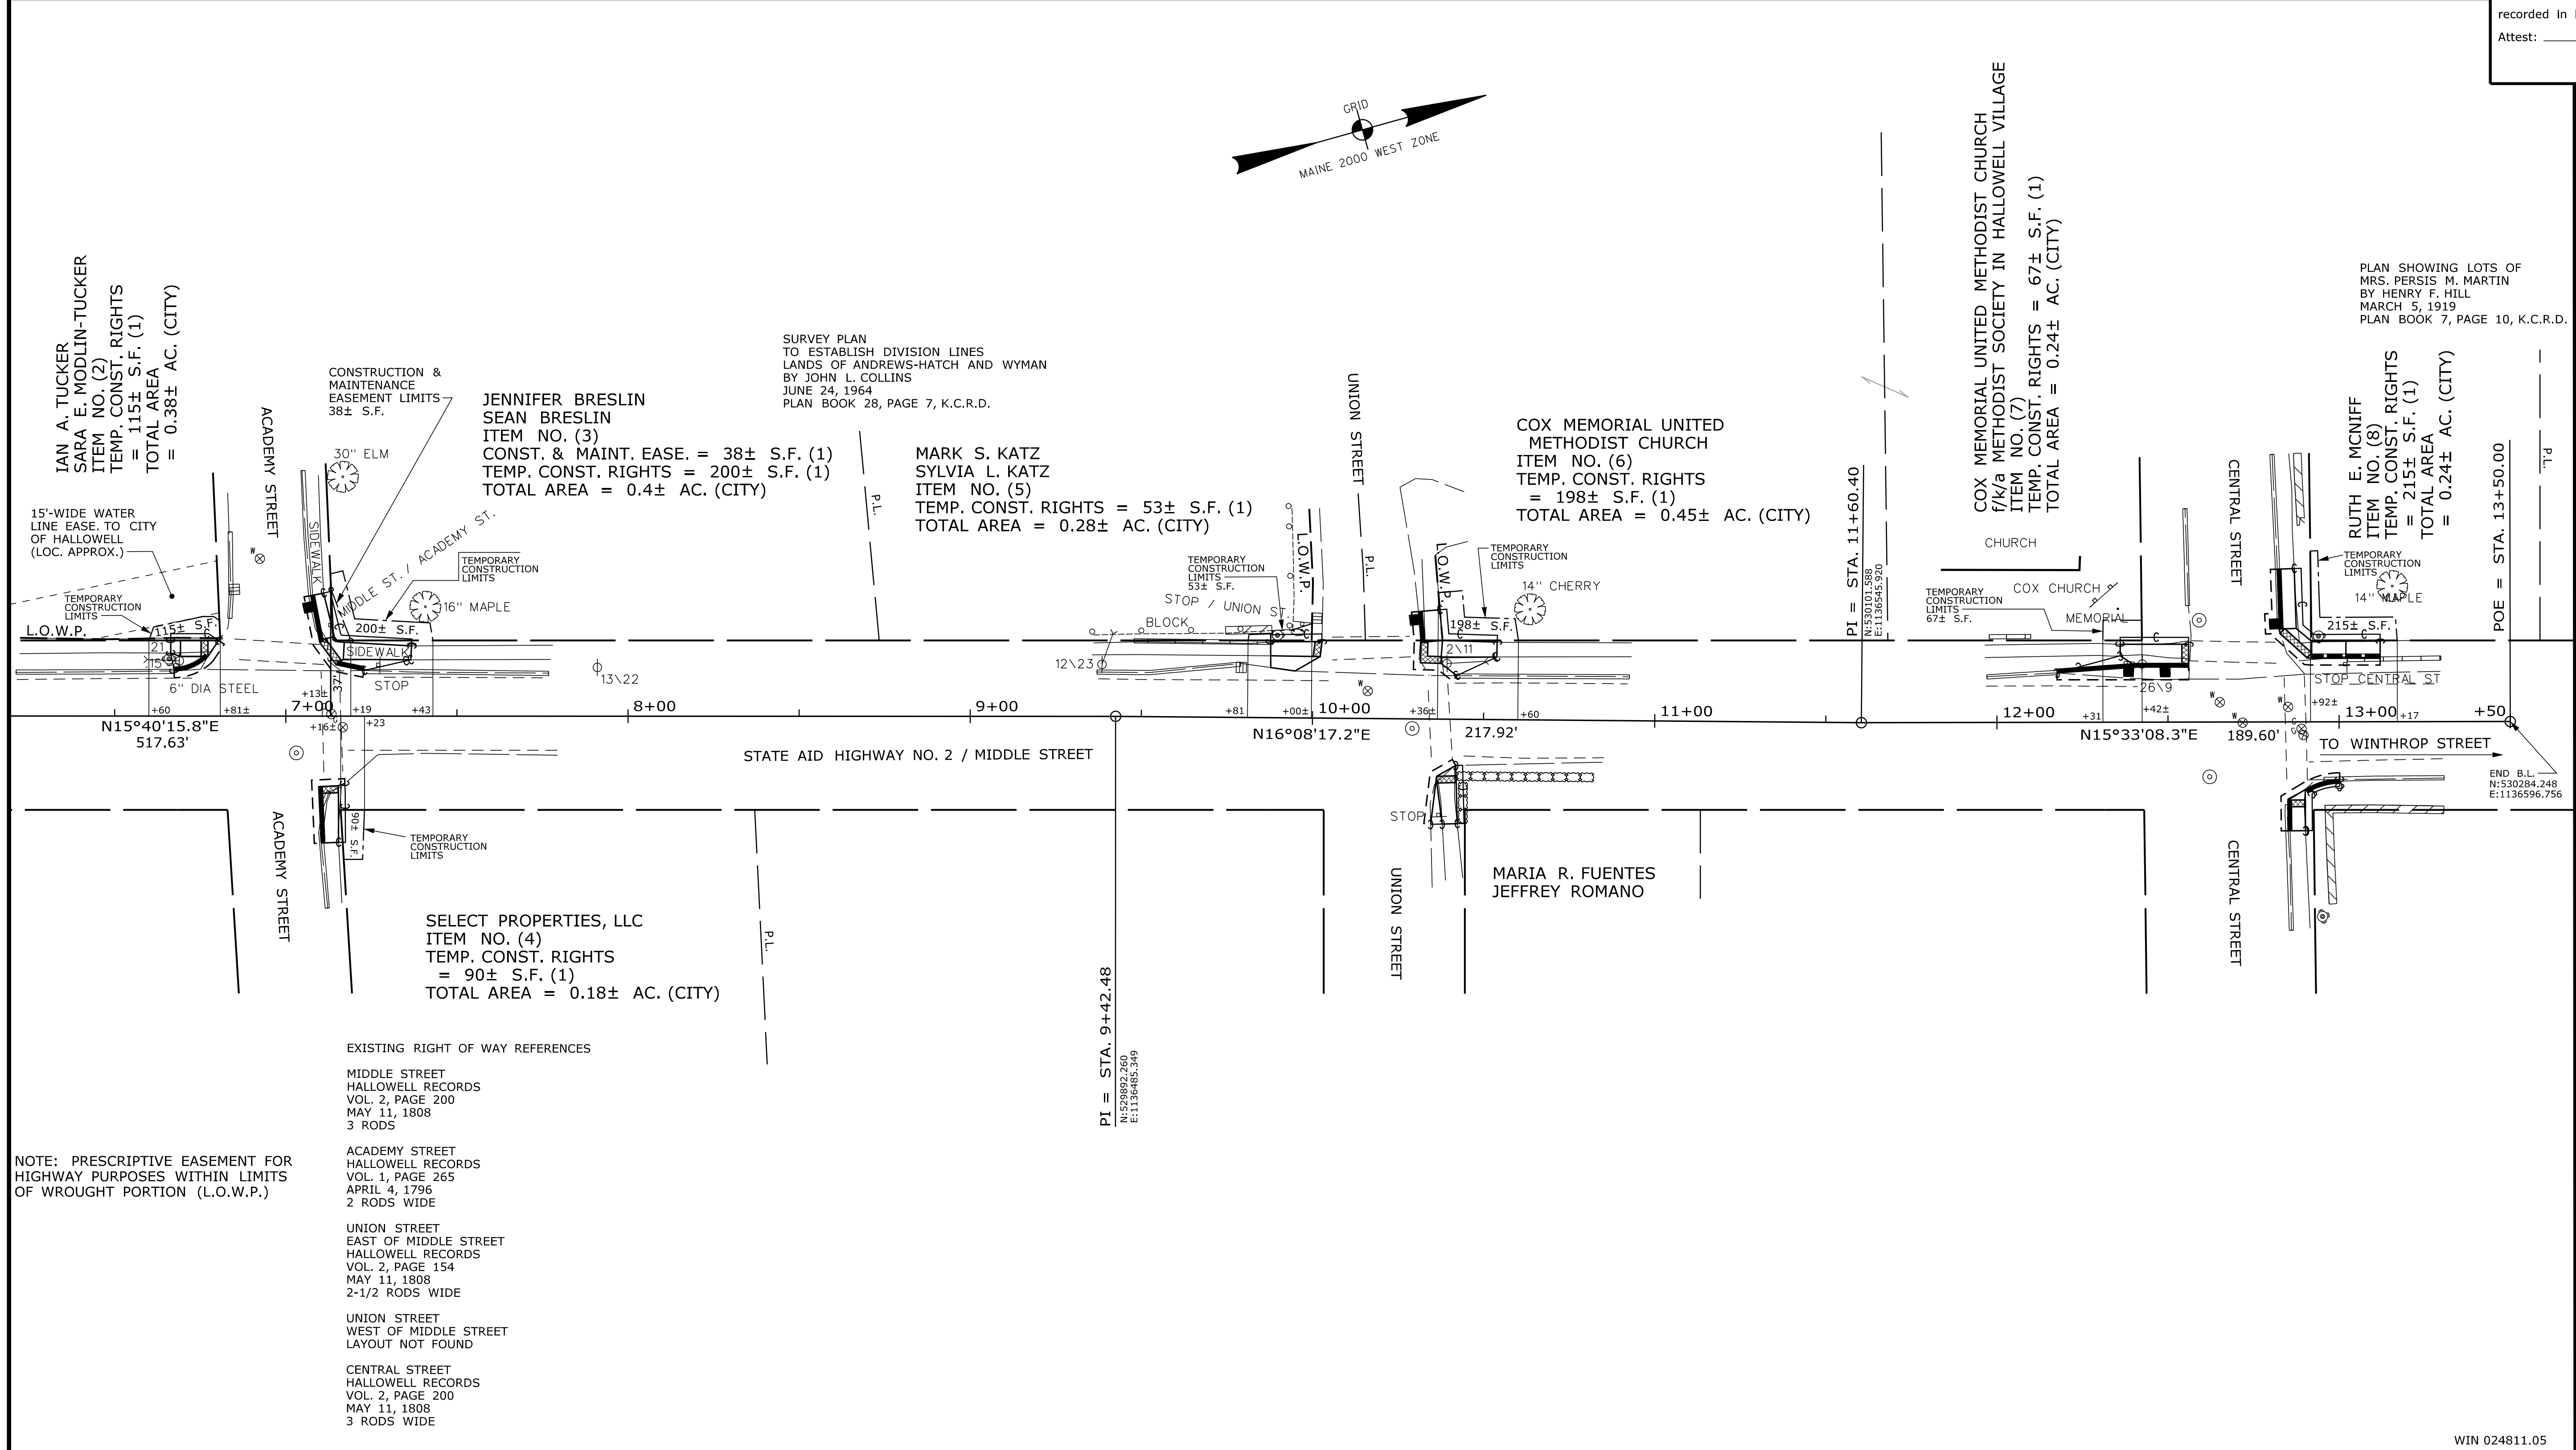 recorded in
Attest:
GRID
MAINE 2000 WEST ZONE
IAN A. TUCKER
SARA E. MODLIN-TUCKER
ITEM NO. (2)
TEMP. CONST. RIGHTS
= 115± S.F. (1)
TOTAL AREA
= 0.38± AC. (CITY)
15'-WIDE WATER
LINE EASE. TO CITY
OF HALLOWELL
(LOC. APPROX.)
TEMPORARY
CONSTRUCTION
LIMITS
L.O.W.P.
115± S.F.
21
15
6" DIA STEEL
ACADEMY STREET
W
SIDEWALK
30" ELM
CONSTRUCTION &
MAINTENANCE
EASEMENT LIMITS
38± S.F.
MIDDLE ST. / ACADEMY ST.
TEMPORARY
CONSTRUCTION
LIMITS
16" MAPLE
200± S.F.
SIDEWALK
STOP
37'
JENNIFER BRESLIN
SEAN BRESLIN
ITEM NO. (3)
CONST. & MAINT. EASE. = 38± S.F. (1)
TEMP. CONST. RIGHTS = 200± S.F. (1)
TOTAL AREA = 0.4± AC. (CITY)
13\22
SURVEY PLAN
TO ESTABLISH DIVISION LINES
LANDS OF ANDREWS-HATCH AND WYMAN
BY JOHN L. COLLINS
JUNE 24, 1964
PLAN BOOK 28, PAGE 7, K.C.R.D.
P.L.
MARK S. KATZ
SYLVIA L. KATZ
ITEM NO. (5)
TEMP. CONST. RIGHTS = 53± S.F. (1)
TOTAL AREA = 0.28± AC. (CITY)
TEMPORARY
CONSTRUCTION
LIMITS
53± S.F.
STOP / UNION ST
BLOCK
12\23
L.O.W.P.
UNION STREET
P.L.
L.O.W.P.
TEMPORARY
CONSTRUCTION
LIMITS
14" CHERRY
198± S.F.
2\11
W
COX MEMORIAL UNITED
METHODIST CHURCH
ITEM NO. (6)
TEMP. CONST. RIGHTS
= 198± S.F. (1)
TOTAL AREA = 0.45± AC. (CITY)
PI = STA. 11+60.40
N:530101.588
E:1136545.920
COX MEMORIAL UNITED METHODIST CHURCH
f/k/a METHODIST SOCIETY IN HALLOWELL VILLAGE
ITEM NO. (7)
TEMP. CONST. RIGHTS = 67± S.F. (1)
TOTAL AREA = 0.24± AC. (CITY)
CHURCH
TEMPORARY
CONSTRUCTION
LIMITS
67± S.F.
COX CHURCH
MEMORIAL
26\9
CENTRAL STREET
PLAN SHOWING LOTS OF
MRS. PERSIS M. MARTIN
BY HENRY F. HILL
MARCH 5, 1919
PLAN BOOK 7, PAGE 10, K.C.R.D.
RUTH E. MCNIFF
ITEM NO. (8)
TEMP. CONST. RIGHTS
= 215± S.F. (1)
TOTAL AREA
= 0.24± AC. (CITY)
TEMPORARY
CONSTRUCTION
LIMITS
14" MAPLE
215± S.F.
STOP CENTRAL ST
POE = STA. 13+50.00
P.L.
+60
+81±
+13±
7+00
+16±
+19
+23
+43
8+00
9+00
+81
+00±
10+00
+36±
+60
11+00
12+00
+31
+42±
W
W
W
+92±
13+00
+17
+50
N15°40'15.8"E
517.63'
N16°08'17.2"E
217.92'
N15°33'08.3"E
189.60'
STATE AID HIGHWAY NO. 2 / MIDDLE STREET
TO WINTHROP STREET
END B.L.
N:530284.248
E:1136596.756
ACADEMY STREET
90± S.F.
TEMPORARY
CONSTRUCTION
LIMITS
SELECT PROPERTIES, LLC
ITEM NO. (4)
TEMP. CONST. RIGHTS
= 90± S.F. (1)
TOTAL AREA = 0.18± AC. (CITY)
P.L.
PI = STA. 9+42.48
N:529892.260
E:1136485.349
STOP
UNION STREET
MARIA R. FUENTES
JEFFREY ROMANO
CENTRAL STREET
EXISTING RIGHT OF WAY REFERENCES
MIDDLE STREET
HALLOWELL RECORDS
VOL. 2, PAGE 200
MAY 11, 1808
3 RODS
ACADEMY STREET
HALLOWELL RECORDS
VOL. 1, PAGE 265
APRIL 4, 1796
2 RODS WIDE
UNION STREET
EAST OF MIDDLE STREET
HALLOWELL RECORDS
VOL. 2, PAGE 154
MAY 11, 1808
2-1/2 RODS WIDE
UNION STREET
WEST OF MIDDLE STREET
LAYOUT NOT FOUND
CENTRAL STREET
HALLOWELL RECORDS
VOL. 2, PAGE 200
MAY 11, 1808
3 RODS WIDE
NOTE: PRESCRIPTIVE EASEMENT FOR
HIGHWAY PURPOSES WITHIN LIMITS
OF WROUGHT PORTION (L.O.W.P.)
WIN 024811.05